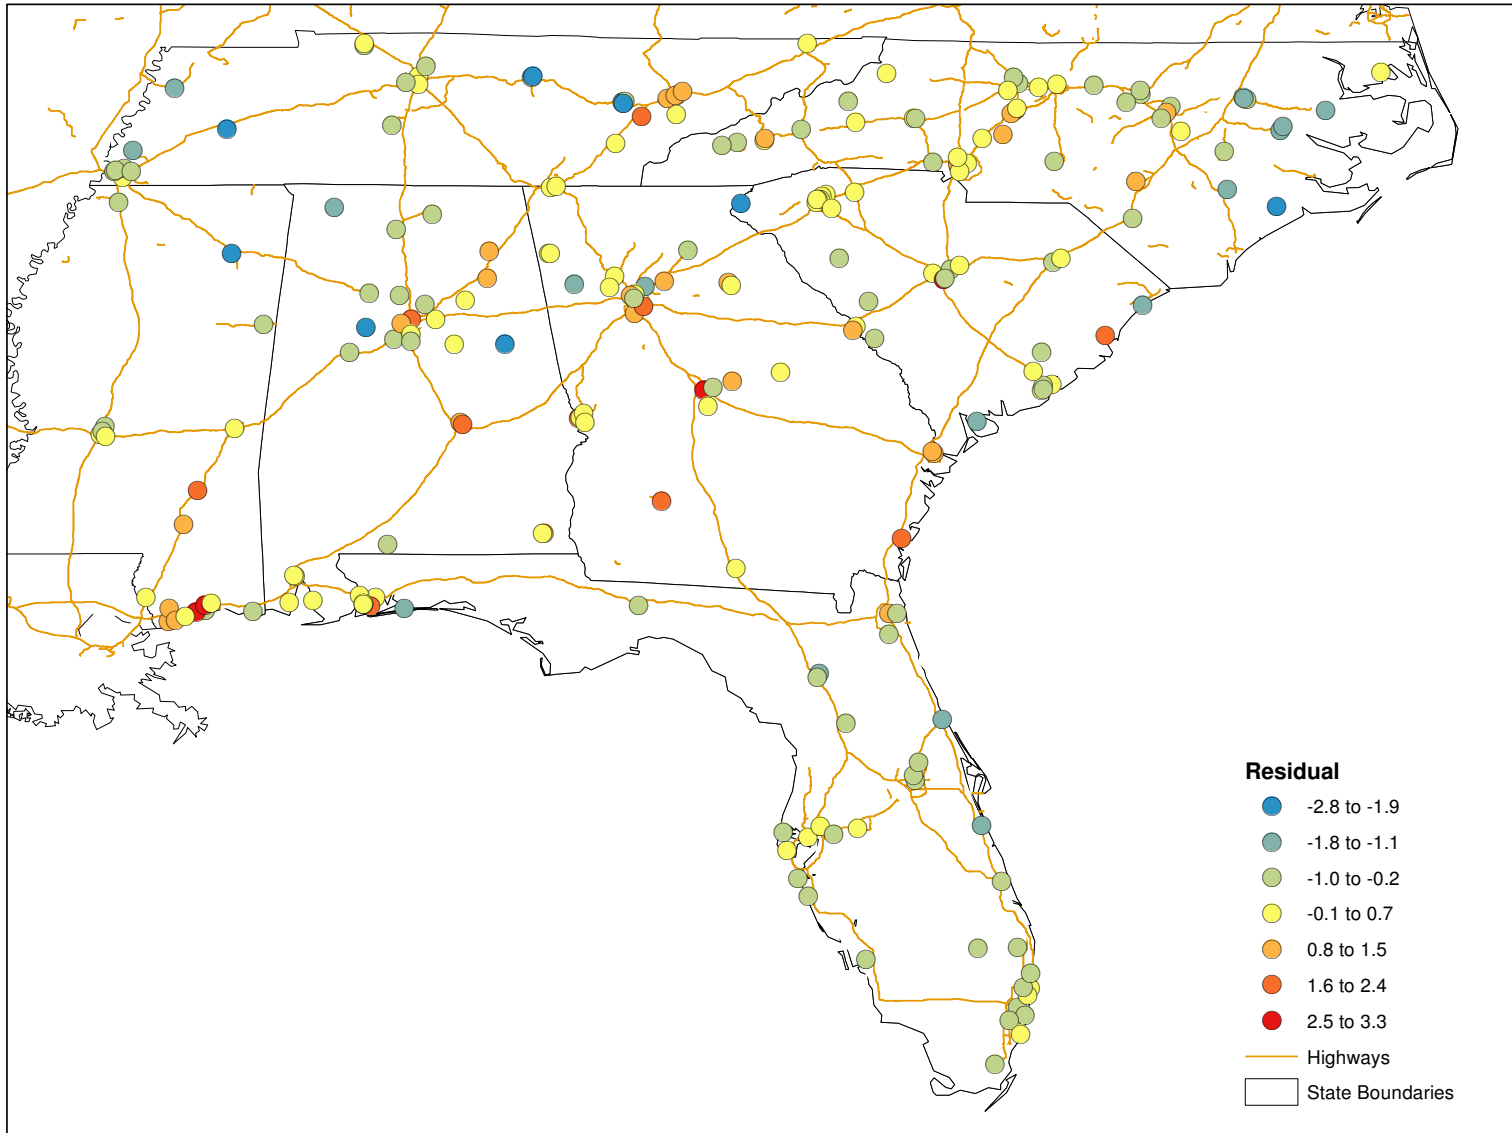 Residual
-2.8 to -1.9
-1.8 to -1.1
-1.0 to -0.2
-0.1 to 0.7
0.8 to 1.5
1.6 to 2.4
2.5 to 3.3
Highways
State Boundaries